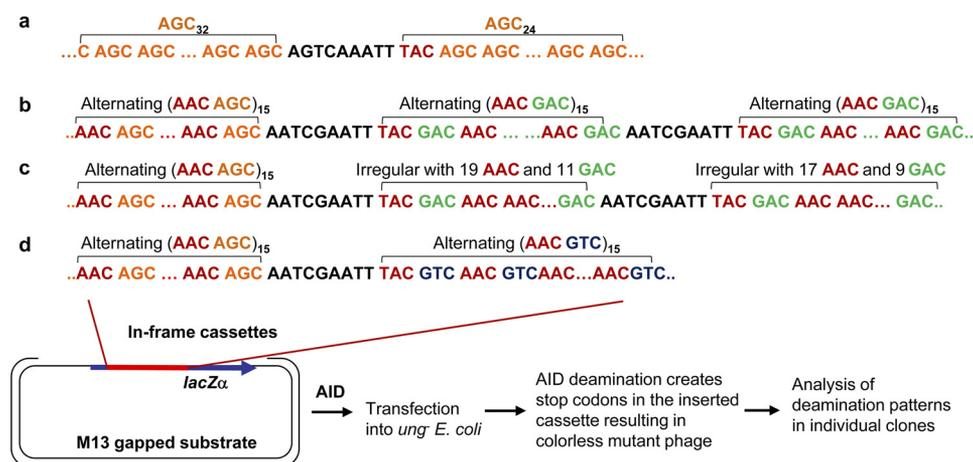 a
AGC32 AGC24
...C AGC AGC ... AGC AGC AGTCAAATT TAC AGC AGC ... AGC AGC...
b
Alternating (AAC AGC)15 Alternating (AAC GAC)15 Alternating (AAC GAC)15
..AAC AGC ... AAC AGC AATCGAATT TAC GAC AAC ... ...AAC GAC AATCGAATT TAC GAC AAC ... AAC GAC..
c
Alternating (AAC AGC)15 Irregular with 19 AAC and 11 GAC Irregular with 17 AAC and 9 GAC
..AAC AGC ... AAC AGC AATCGAATT TAC GAC AAC AAC...GAC AATCGAATT TAC GAC AAC AAC... GAC..
d
Alternating (AAC AGC)15 Alternating (AAC GTC)15
..AAC AGC ... AAC AGC AATCGAATT TAC GTC AAC GTCAAC...AACGTC..
In-frame cassettes
lacZα
M13 gapped substrate
AID
Transfection
into ung- E. coli
AID deamination creates
stop codons in the inserted
cassette resulting in
colorless mutant phage
Analysis of
deamination patterns
in individual clones